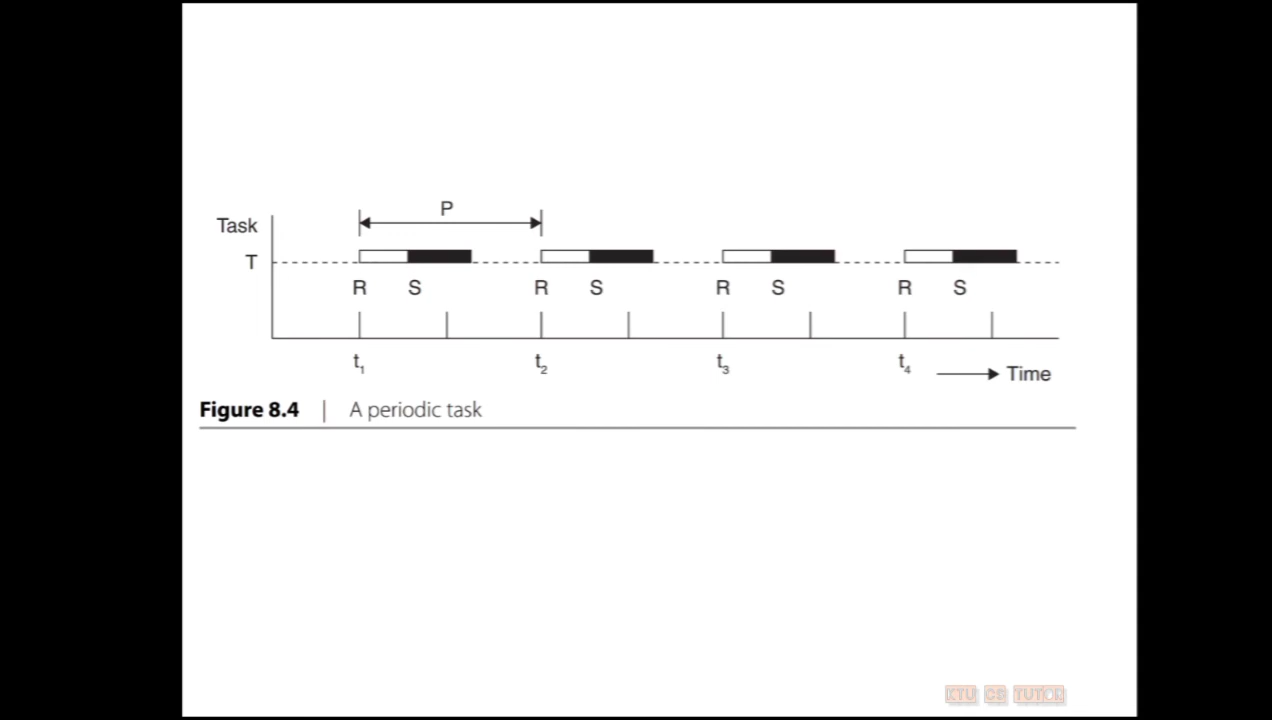 P
Task
T
R S R S R S R S
t1 t2 t3 t4 Time
Figure 8.4 | A periodic task
KTU CS TUTOR